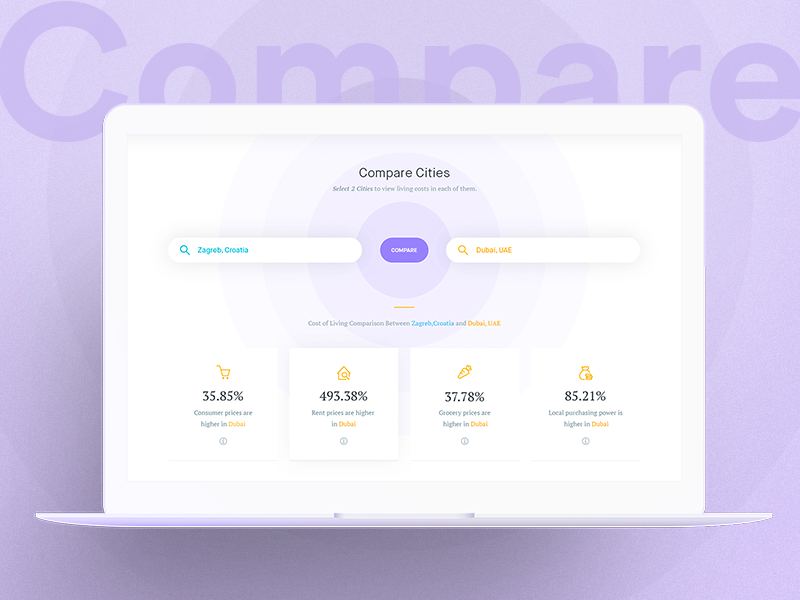 Compare
Compare Cities
Select 2 Cities to view living costs in each of them.
Zagreb, Croatia
COMPARE
Dubai, UAE
Cost of Living Comparison Between Zagreb,Croatia and Dubai, UAE
35.85%
Consumer prices are
higher in Dubai
493.38%
Rent prices are higher
in Dubai
37.78%
Grocery prices are
higher in Dubai
85.21%
Local purchasing power is
higher in Dubai